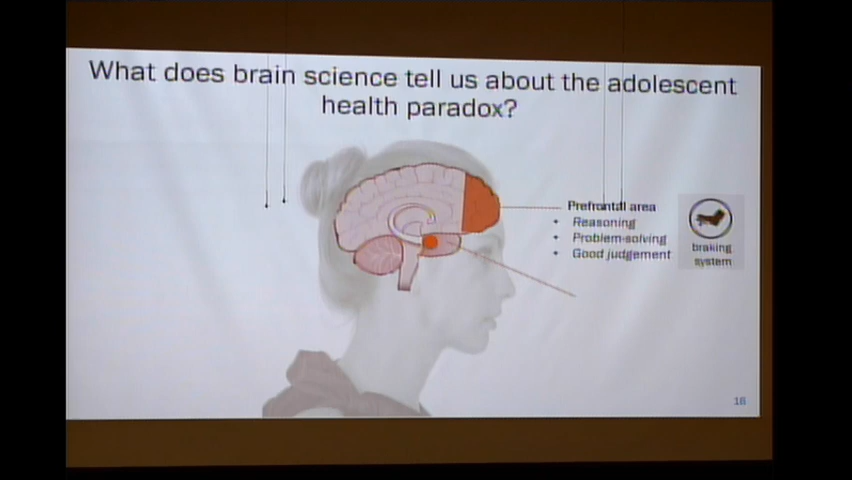 What does brain science tell us about the adolescent
health paradox?
Prefrontal area
• Reasoning
• Problem-solving
• Good judgement
braking
system
16